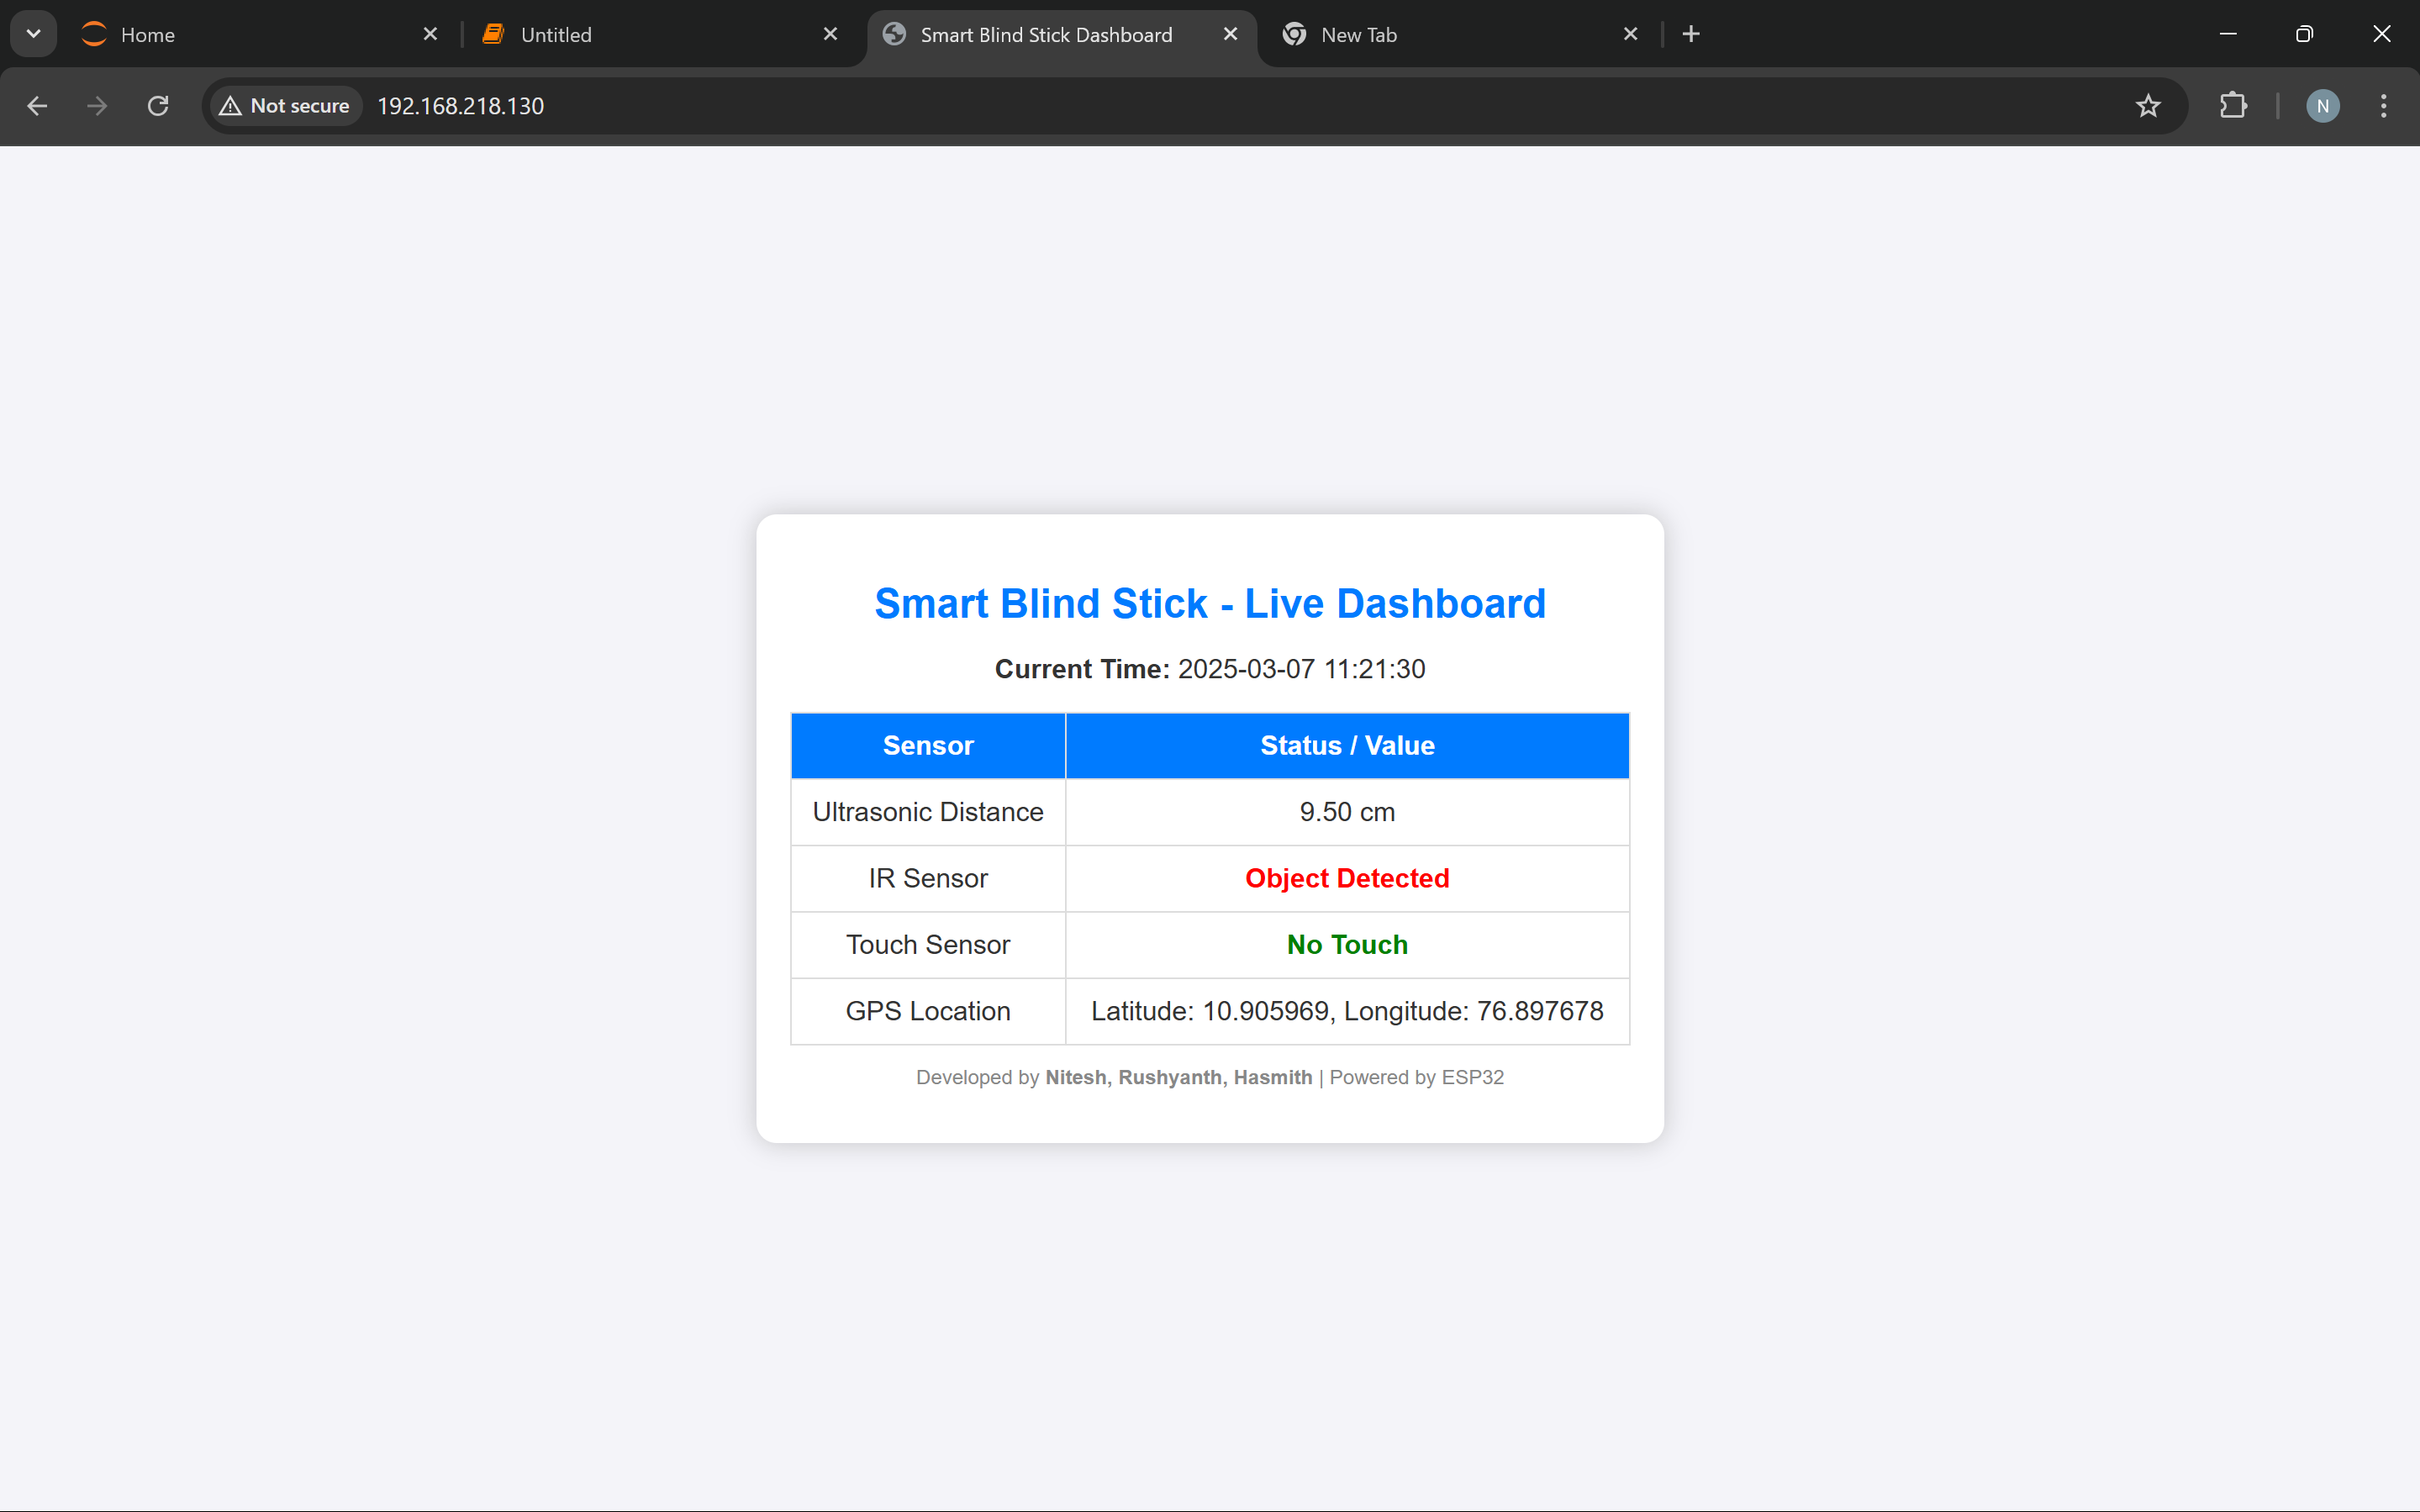 Home
Untitled
Smart Blind Stick Dashboard
New Tab
Not secure
192.168.218.130
N
Smart Blind Stick - Live Dashboard
Current Time: 2025-03-07 11:21:30
Sensor Status / Value
Ultrasonic Distance 9.50 cm
IR Sensor Object Detected
Touch Sensor No Touch
GPS Location Latitude: 10.905969, Longitude: 76.897678
Developed by Nitesh, Rushyanth, Hasmith | Powered by ESP32